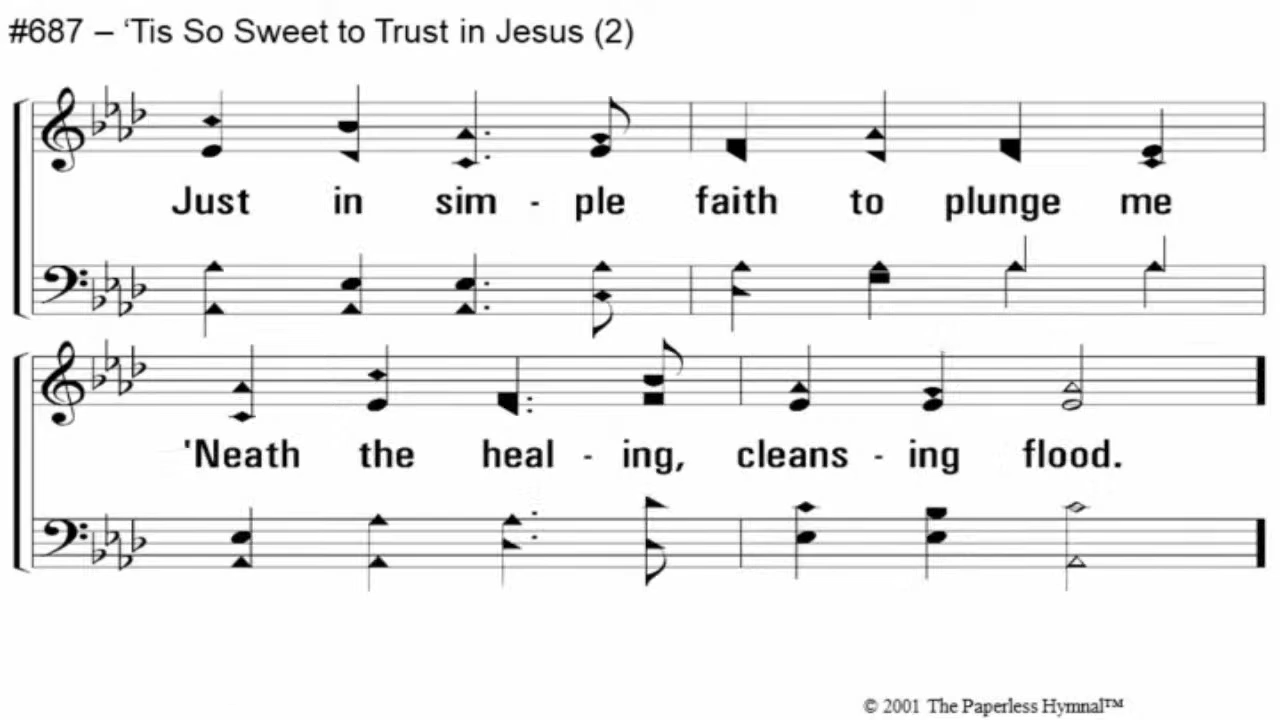 #687 – ‘Tis So Sweet to Trust in Jesus (2)
Just in sim - ple faith to plunge me
'Neath the heal - ing, cleans - ing flood.
© 2001 The Paperless Hymnal™